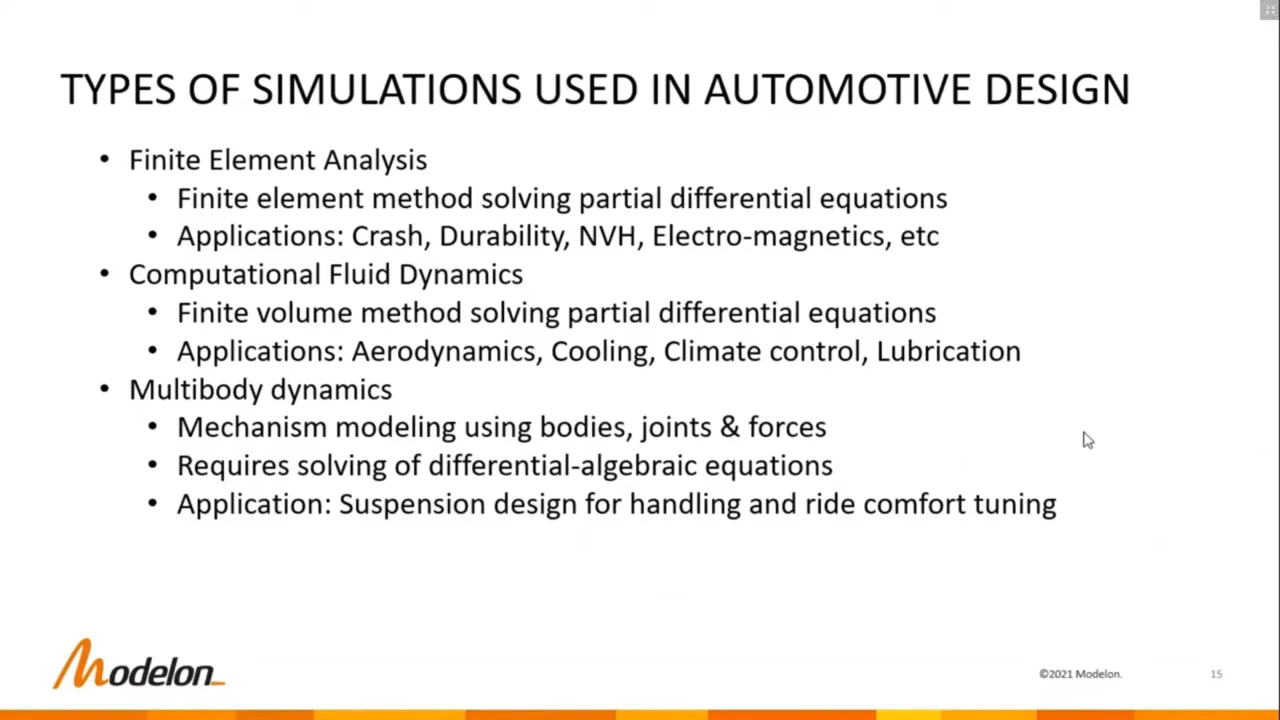 TYPES OF SIMULATIONS USED IN AUTOMOTIVE DESIGN
• Finite Element Analysis
• Finite element method solving partial differential equations
• Applications: Crash, Durability, NVH, Electro-magnetics, etc
• Computational Fluid Dynamics
• Finite volume method solving partial differential equations
• Applications: Aerodynamics, Cooling, Climate control, Lubrication
• Multibody dynamics
• Mechanism modeling using bodies, joints & forces
• Requires solving of differential-algebraic equations
• Application: Suspension design for handling and ride comfort tuning
Modelon
©2021 Modelon.
15